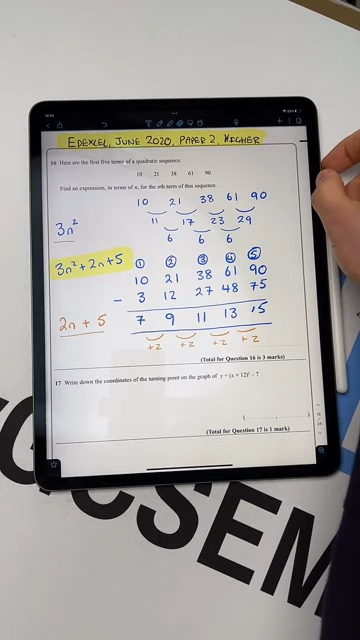 EDEXCEL, JUNE 2020, PAPER 2, HIGHER
16 Here are the first five terms of a quadratic sequence.
10 21 38 61 90
Find an expression, in terms of n, for the nth term of this sequence.
10 21 38 61 90
11 17 23 29
6 6 6
3n²
3n² + 2n + 5
① ② ③ ④ ⑤
10 21 38 61 90
− 3 12 27 48 75
2n + 5
7 9 11 13 15
+2 +2 +2 +2
(Total for Question 16 is 3 marks)
17 Write down the coordinates of the turning point on the graph of y = (x + 12)² − 7
( , )
(Total for Question 17 is 1 mark)
GCSEM